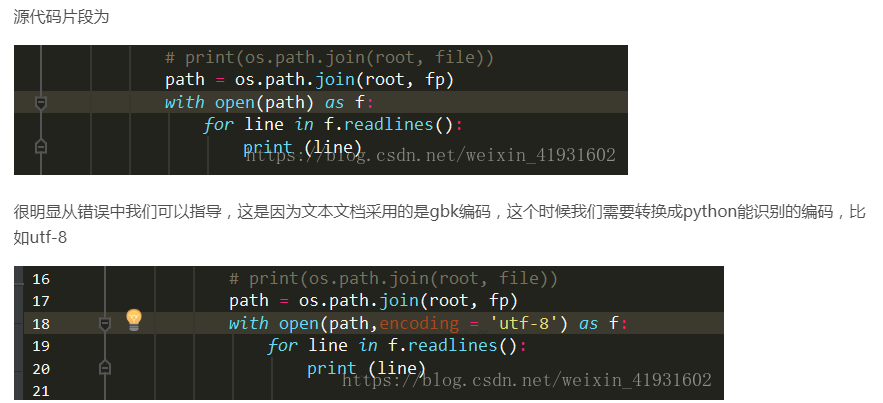 源代码片段为
# print(os.path.join(root, file))
path = os.path.join(root, fp)
with open(path) as f:
for line in f.readlines():
print (line)
https://blog.csdn.net/weixin_41931602
很明显从错误中我们可以指导，这是因为文本文档采用的是gbk编码，这个时候我们需要转换成python能识别的编码，比
如utf-8
16 # print(os.path.join(root, file))
17 path = os.path.join(root, fp)
18 with open(path,encoding = 'utf-8') as f:
19 for line in f.readlines():
20 print (line)
https://blog.csdn.net/weixin_41931602
21